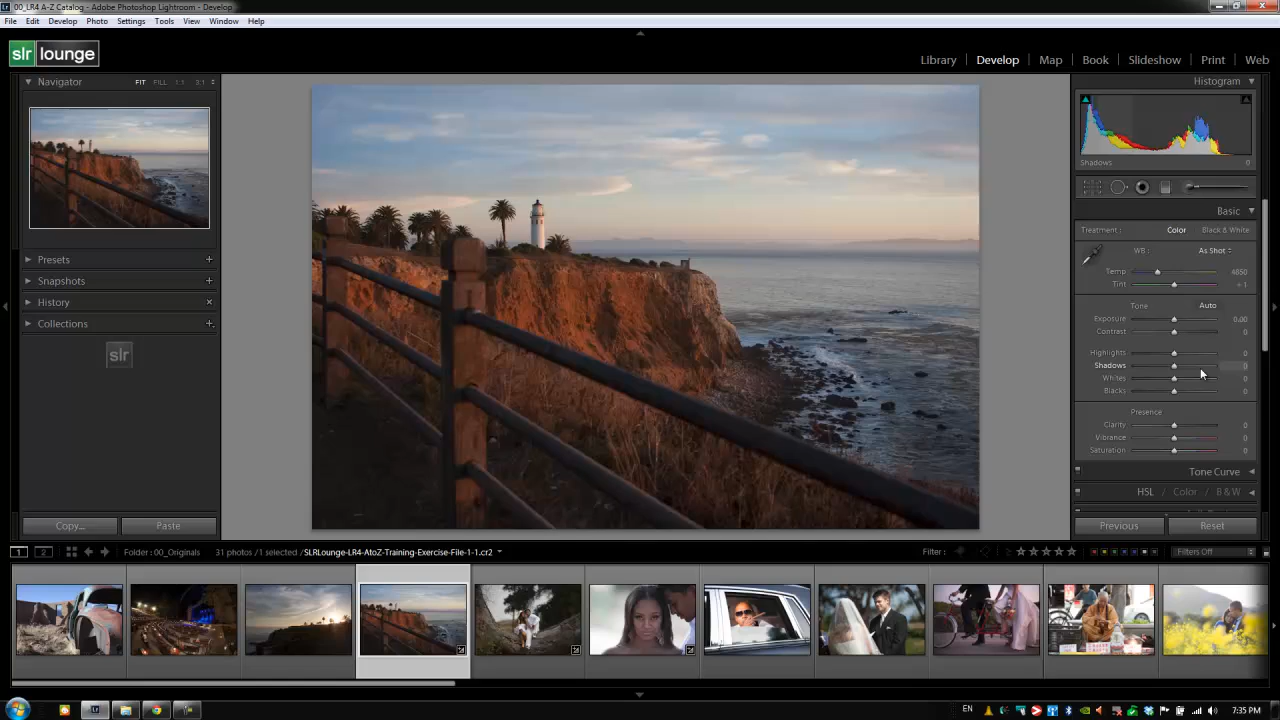 00_LR4 A-Z Catalog - Adobe Photoshop Lightroom - Develop
File Edit Develop Photo Settings Tools View Window Help
slr lounge
Library | Develop | Map | Book | Slideshow | Print | Web
Navigator FIT FILL 1:1 3:1
Histogram
Shadows 0
Basic
Treatment : Color Black & White
WB : As Shot
Temp 4850
Tint + 1
Tone Auto
Exposure 0.00
Contrast 0
Highlights 0
Shadows 0
Whites 0
Blacks 0
Presence
Clarity 0
Vibrance 0
Saturation 0
Tone Curve
HSL / Color / B & W
Presets
Snapshots
History
Collections
slr
Copy... Paste
Previous Reset
1 2 Folder : 00_Originals 31 photos /1 selected /SLRLounge-LR4-AtoZ-Training-Exercise-File-1-1.cr2
Filter : Filters Off
EN 7:35 PM